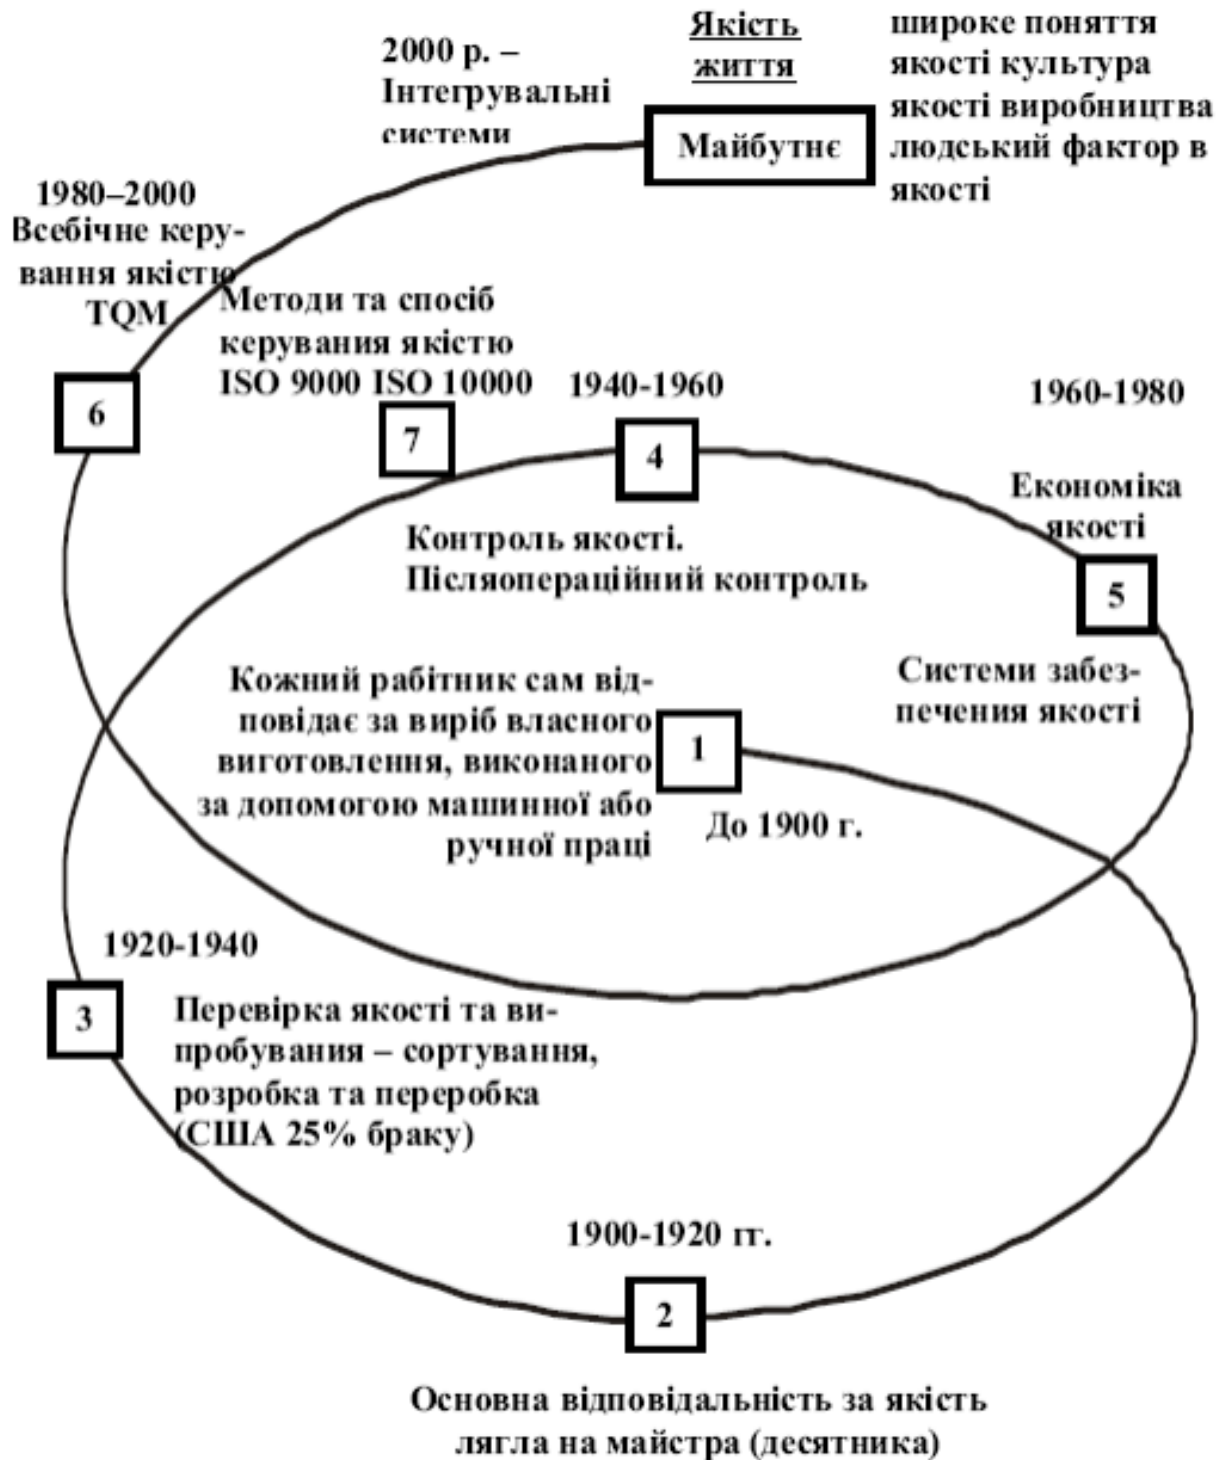 Якість
життя
широке поняття
якості культура
якості виробництва
людський фактор в
якості
2000 р. –
Інтегрувальні
системи
Майбутнє
1980–2000
Всебічне керу-
вання якістю
TQM
Методи та спосіб
керування якістю
ISO 9000 ISO 10000
1940-1960
1960-1980
6
7
4
Економіка
якості
Контроль якості.
Післяопераційний контроль
5
Системи забез-
печения якості
Кожний рабітник сам від-
повідає за виріб власного
виготовлення, виконаного
за допомогою машинної або
ручної праці
1
До 1900 г.
1920-1940
3
Перевірка якості та ви-
пробування – сортування,
розробка та переробка
(США 25% браку)
1900-1920 гг.
2
Основна відповідальність за якість
лягла на майстра (десятника)